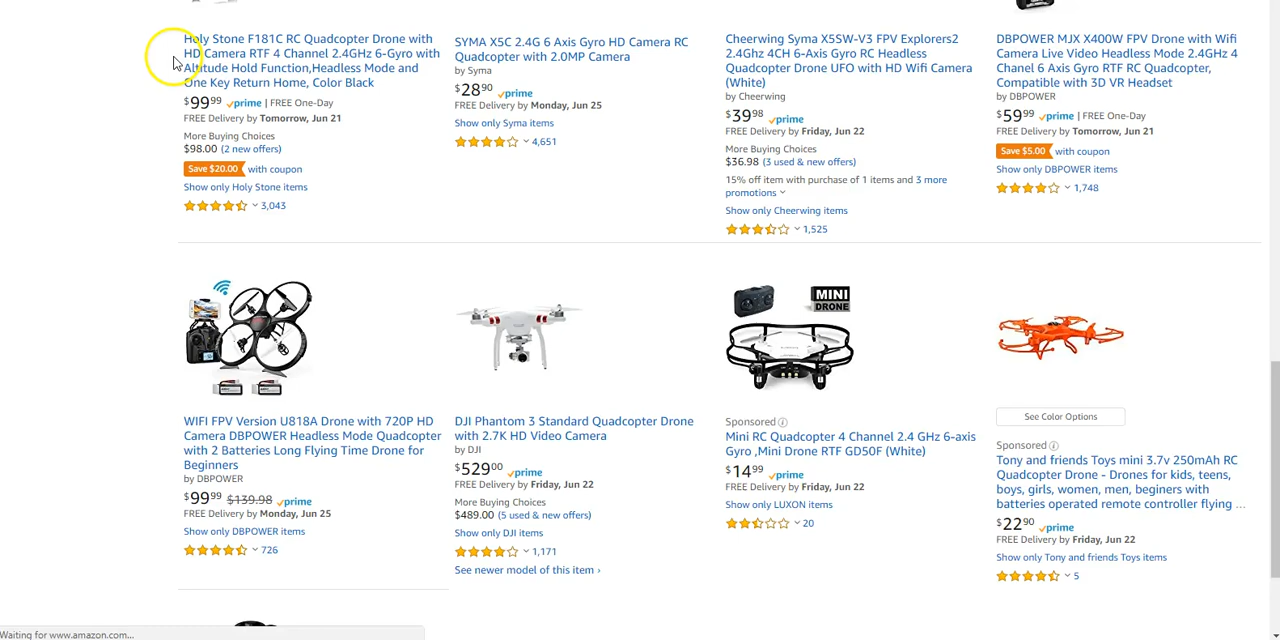 Holy Stone F181C RC Quadcopter Drone with
HD Camera RTF 4 Channel 2.4GHz 6-Gyro with
Altitude Hold Function,Headless Mode and
One Key Return Home, Color Black
$99⁹⁹ prime | FREE One-Day
FREE Delivery by Tomorrow, Jun 21
More Buying Choices
$98.00 (2 new offers)
Save $20.00 with coupon
Show only Holy Stone items
3,043
SYMA X5C 2.4G 6 Axis Gyro HD Camera RC
Quadcopter with 2.0MP Camera
by Syma
$28⁹⁰ prime
FREE Delivery by Monday, Jun 25
Show only Syma items
4,651
Cheerwing Syma X5SW-V3 FPV Explorers2
2.4Ghz 4CH 6-Axis Gyro RC Headless
Quadcopter Drone UFO with HD Wifi Camera
(White)
by Cheerwing
$39⁹⁸ prime
FREE Delivery by Friday, Jun 22
More Buying Choices
$36.98 (3 used & new offers)
15% off item with purchase of 1 items and 3 more
promotions
Show only Cheerwing items
1,525
DBPOWER MJX X400W FPV Drone with Wifi
Camera Live Video Headless Mode 2.4GHz 4
Chanel 6 Axis Gyro RTF RC Quadcopter,
Compatible with 3D VR Headset
by DBPOWER
$59⁹⁹ prime | FREE One-Day
FREE Delivery by Tomorrow, Jun 21
Save $5.00 with coupon
Show only DBPOWER items
1,748
WIFI FPV Version U818A Drone with 720P HD
Camera DBPOWER Headless Mode Quadcopter
with 2 Batteries Long Flying Time Drone for
Beginners
by DBPOWER
$99⁹⁹ $139.98 prime
FREE Delivery by Monday, Jun 25
Show only DBPOWER items
726
DJI Phantom 3 Standard Quadcopter Drone
with 2.7K HD Video Camera
by DJI
$529⁰⁰ prime
FREE Delivery by Friday, Jun 22
More Buying Choices
$489.00 (5 used & new offers)
Show only DJI items
1,171
See newer model of this item ›
MINI
DRONE
Sponsored
Mini RC Quadcopter 4 Channel 2.4 GHz 6-axis
Gyro ,Mini Drone RTF GD50F (White)
$14⁹⁹ prime
FREE Delivery by Friday, Jun 22
Show only LUXON items
20
See Color Options
Sponsored
Tony and friends Toys mini 3.7v 250mAh RC
Quadcopter Drone - Drones for kids, teens,
boys, girls, women, men, beginers with
batteries operated remote controller flying ...
$22⁹⁰ prime
FREE Delivery by Friday, Jun 22
Show only Tony and friends Toys items
5
Waiting for www.amazon.com...